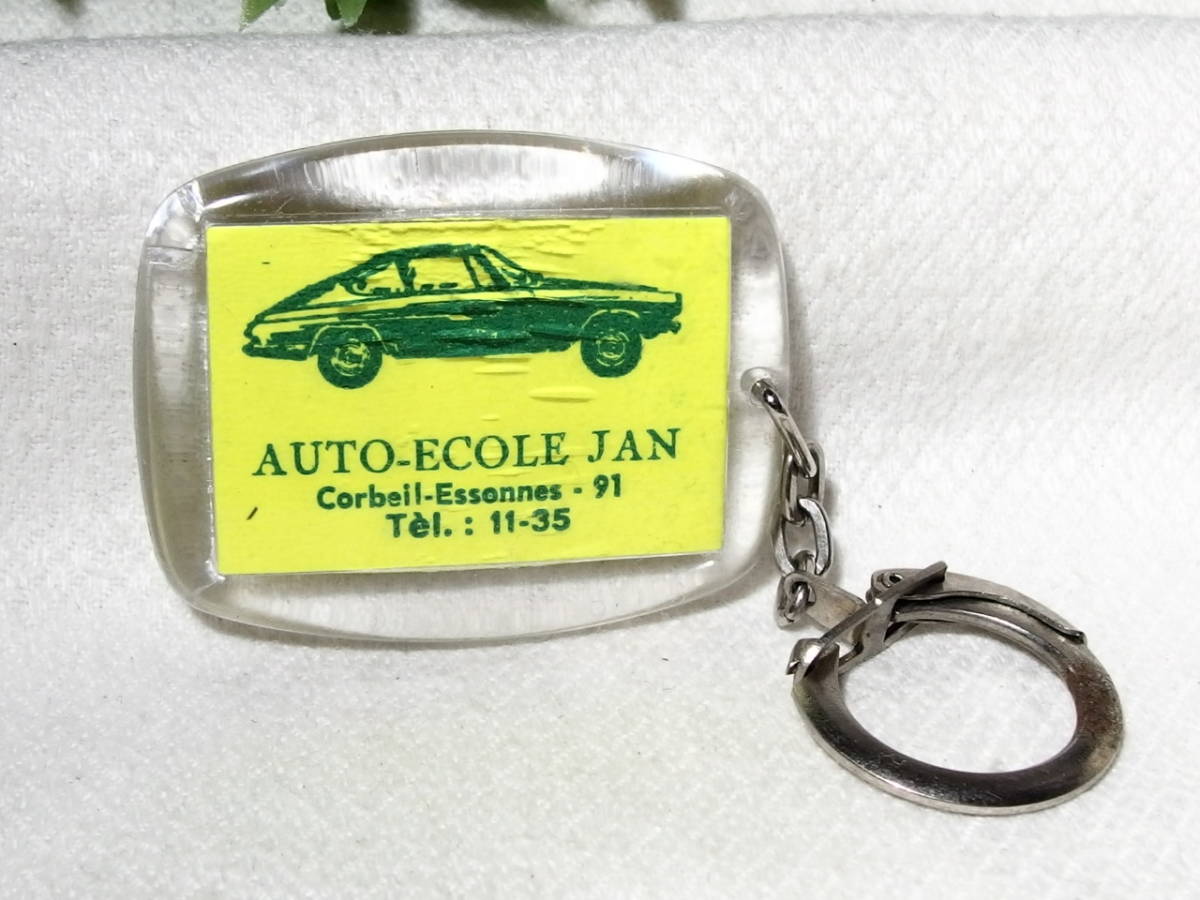 AUTO-ECOLE JAN
Corbeil-Essonnes - 91
Tèl. : 11-35